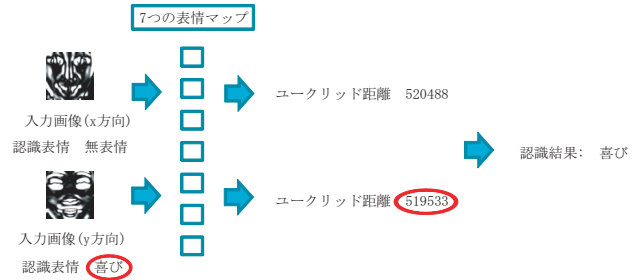 7つの表情マップ
入力画像(x方向)
認識表情　無表情
ユークリッド距離　520488
入力画像(y方向)
認識表情　喜び
ユークリッド距離　519533
認識結果:　喜び